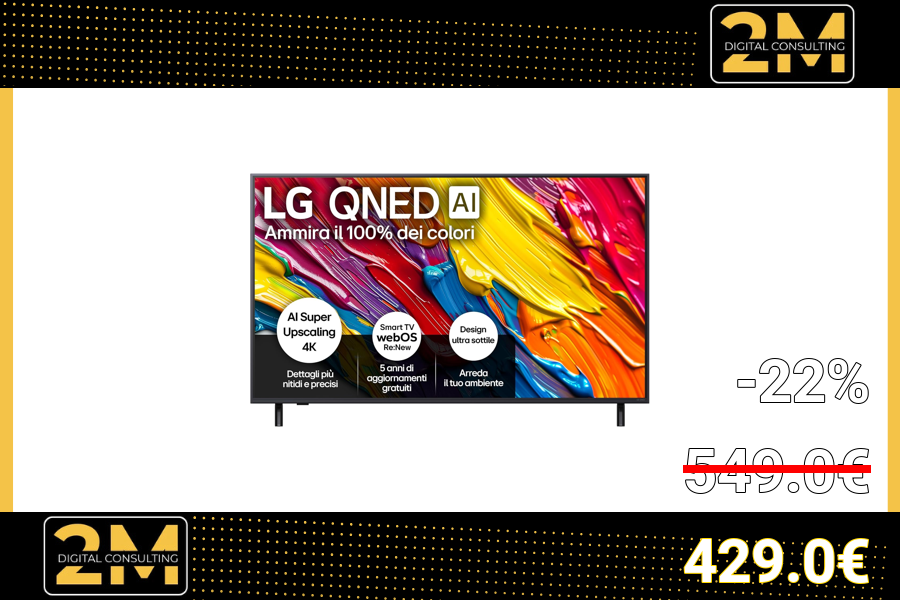 2M
DIGITAL CONSULTING
LG QNED AI
Ammira il 100% dei colori
AI Super
Upscaling
4K
Dettagli più
nitidi e precisi
Smart TV
webOS
Re:New
5 anni di
aggiornamenti
gratuiti
Design
ultra sottile
Arreda
il tuo ambiente
-22%
549.0€
2M
DIGITAL CONSULTING
429.0€